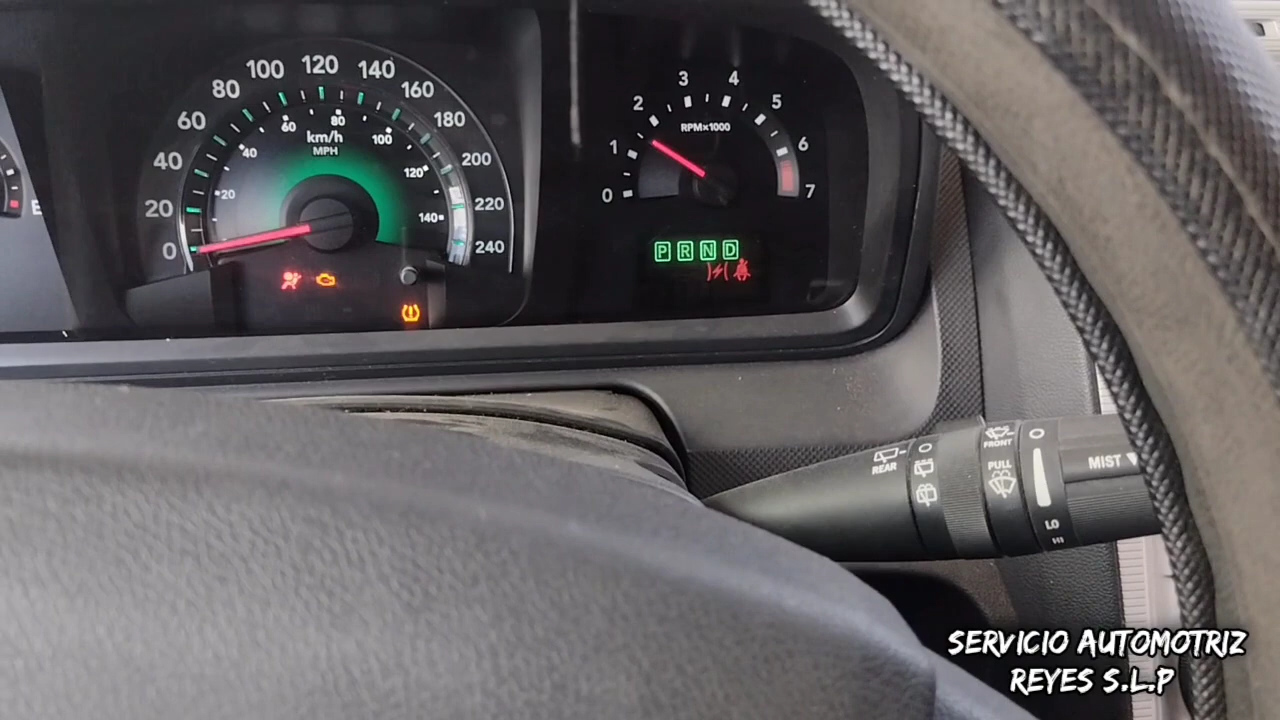 0
20
40
60
80
100
120
140
160
180
200
220
240
20
40
60
80
100
120
140
km/h
MPH
0
1
2
3
4
5
6
7
RPM×1000
P R N D
E
REAR
FRONT
PULL
MIST
LO
SERVICIO AUTOMOTRIZ
REYES S.L.P